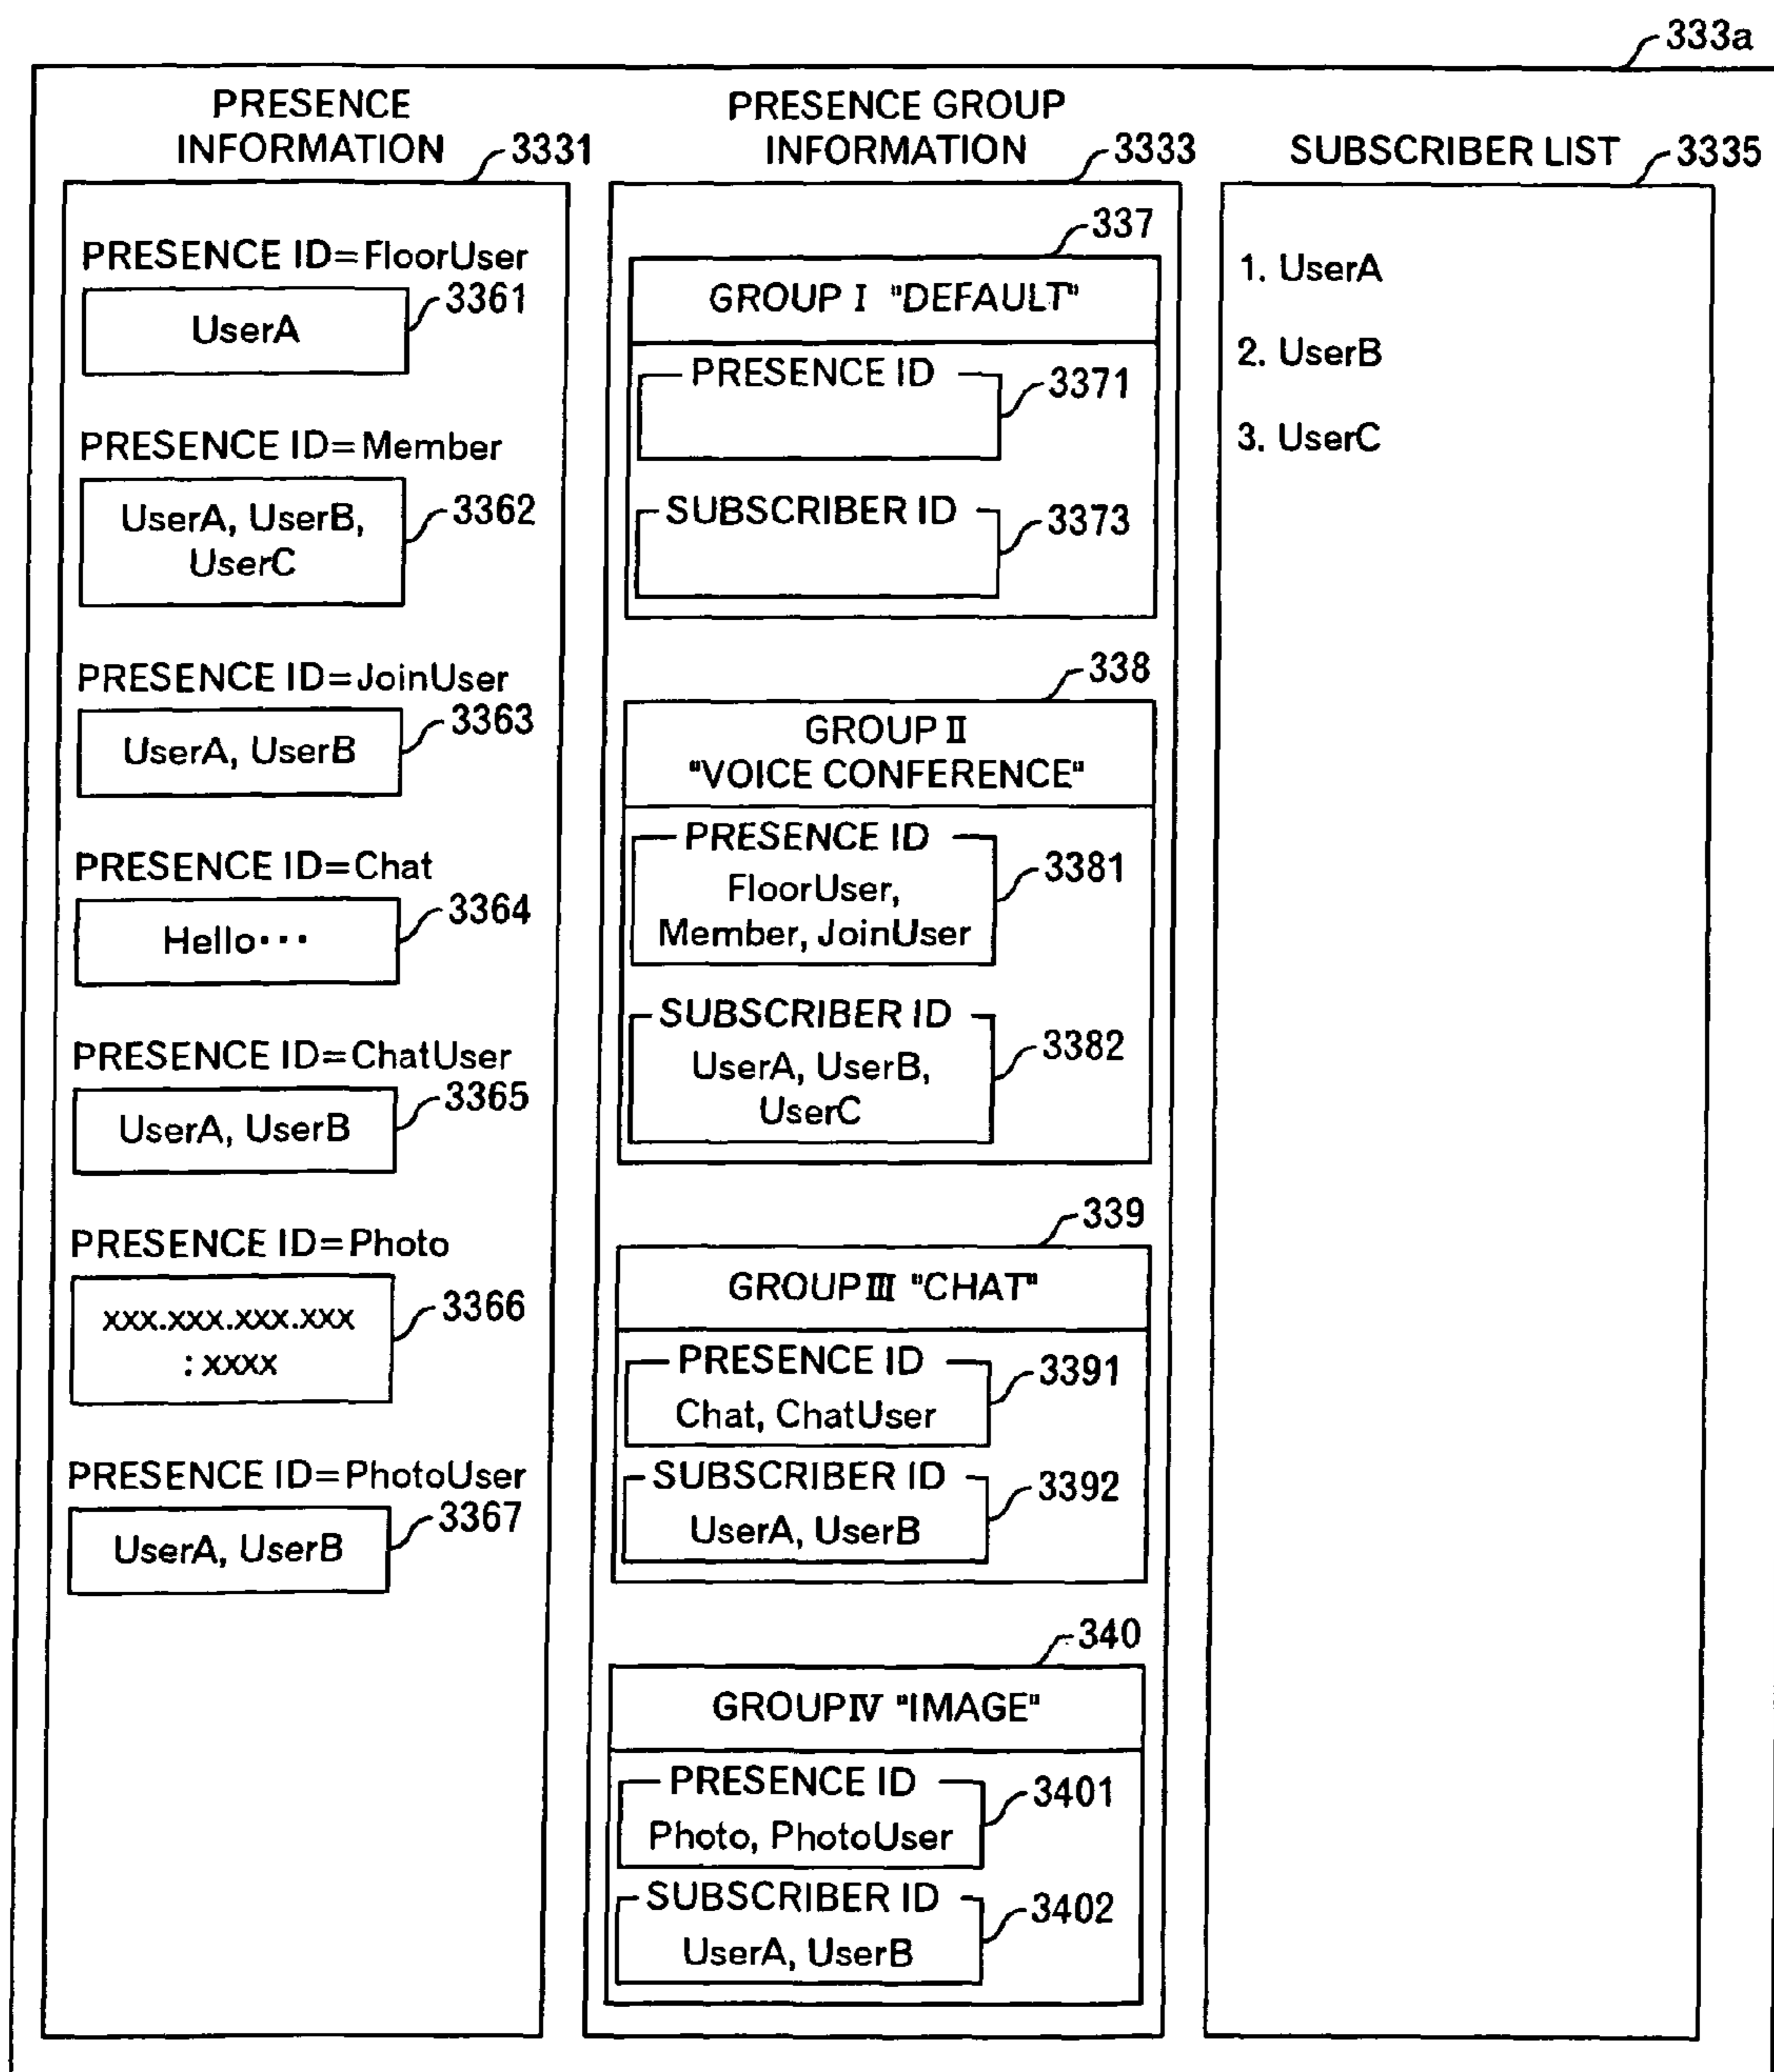 333a
PRESENCE
INFORMATION
3331
PRESENCE ID=FloorUser
3361
UserA
PRESENCE ID=Member
3362
UserA, UserB,
UserC
PRESENCE ID=JoinUser
3363
UserA, UserB
PRESENCE ID=Chat
3364
Hello···
PRESENCE ID=ChatUser
3365
UserA, UserB
PRESENCE ID=Photo
3366
xxx.xxx.xxx.xxx
:xxxx
PRESENCE ID=PhotoUser
3367
UserA, UserB
PRESENCE GROUP
INFORMATION
3333
337
GROUP I "DEFAULT"
PRESENCE ID
3371
SUBSCRIBER ID
3373
338
GROUP II
"VOICE CONFERENCE"
PRESENCE ID
3381
FloorUser,
Member, JoinUser
SUBSCRIBER ID
3382
UserA, UserB,
UserC
339
GROUP III "CHAT"
PRESENCE ID
3391
Chat, ChatUser
SUBSCRIBER ID
3392
UserA, UserB
340
GROUP IV "IMAGE"
PRESENCE ID
3401
Photo, PhotoUser
SUBSCRIBER ID
3402
UserA, UserB
SUBSCRIBER LIST
3335
1. UserA
2. UserB
3. UserC